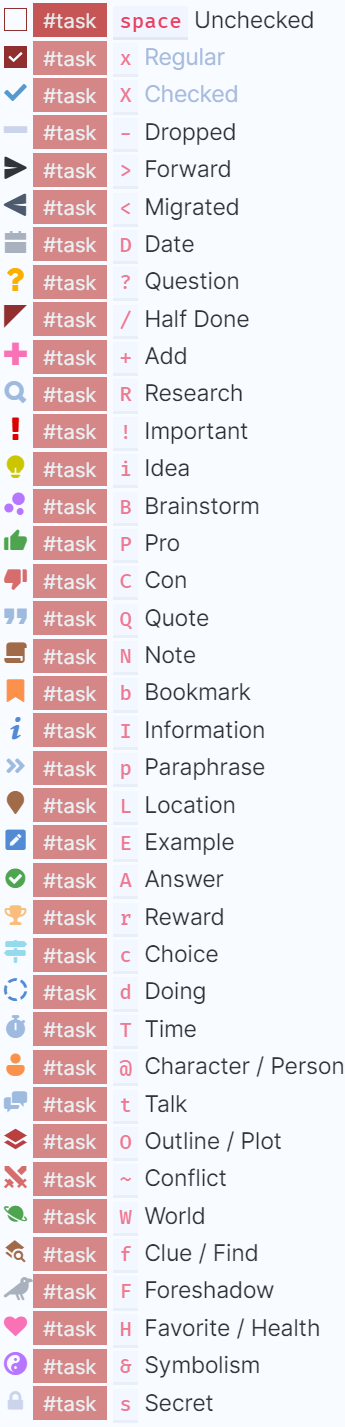 #task space Unchecked
#task x Regular
#task X Checked
#task - Dropped
#task > Forward
#task < Migrated
#task D Date
? #task ? Question
#task / Half Done
#task + Add
#task R Research
! #task ! Important
#task i Idea
#task B Brainstorm
#task P Pro
#task C Con
#task Q Quote
#task N Note
#task b Bookmark
i #task I Information
#task p Paraphrase
#task L Location
#task E Example
#task A Answer
#task r Reward
#task c Choice
#task d Doing
#task T Time
#task @ Character / Person
#task t Talk
#task O Outline / Plot
#task ~ Conflict
#task W World
#task f Clue / Find
#task F Foreshadow
#task H Favorite / Health
#task & Symbolism
#task s Secret